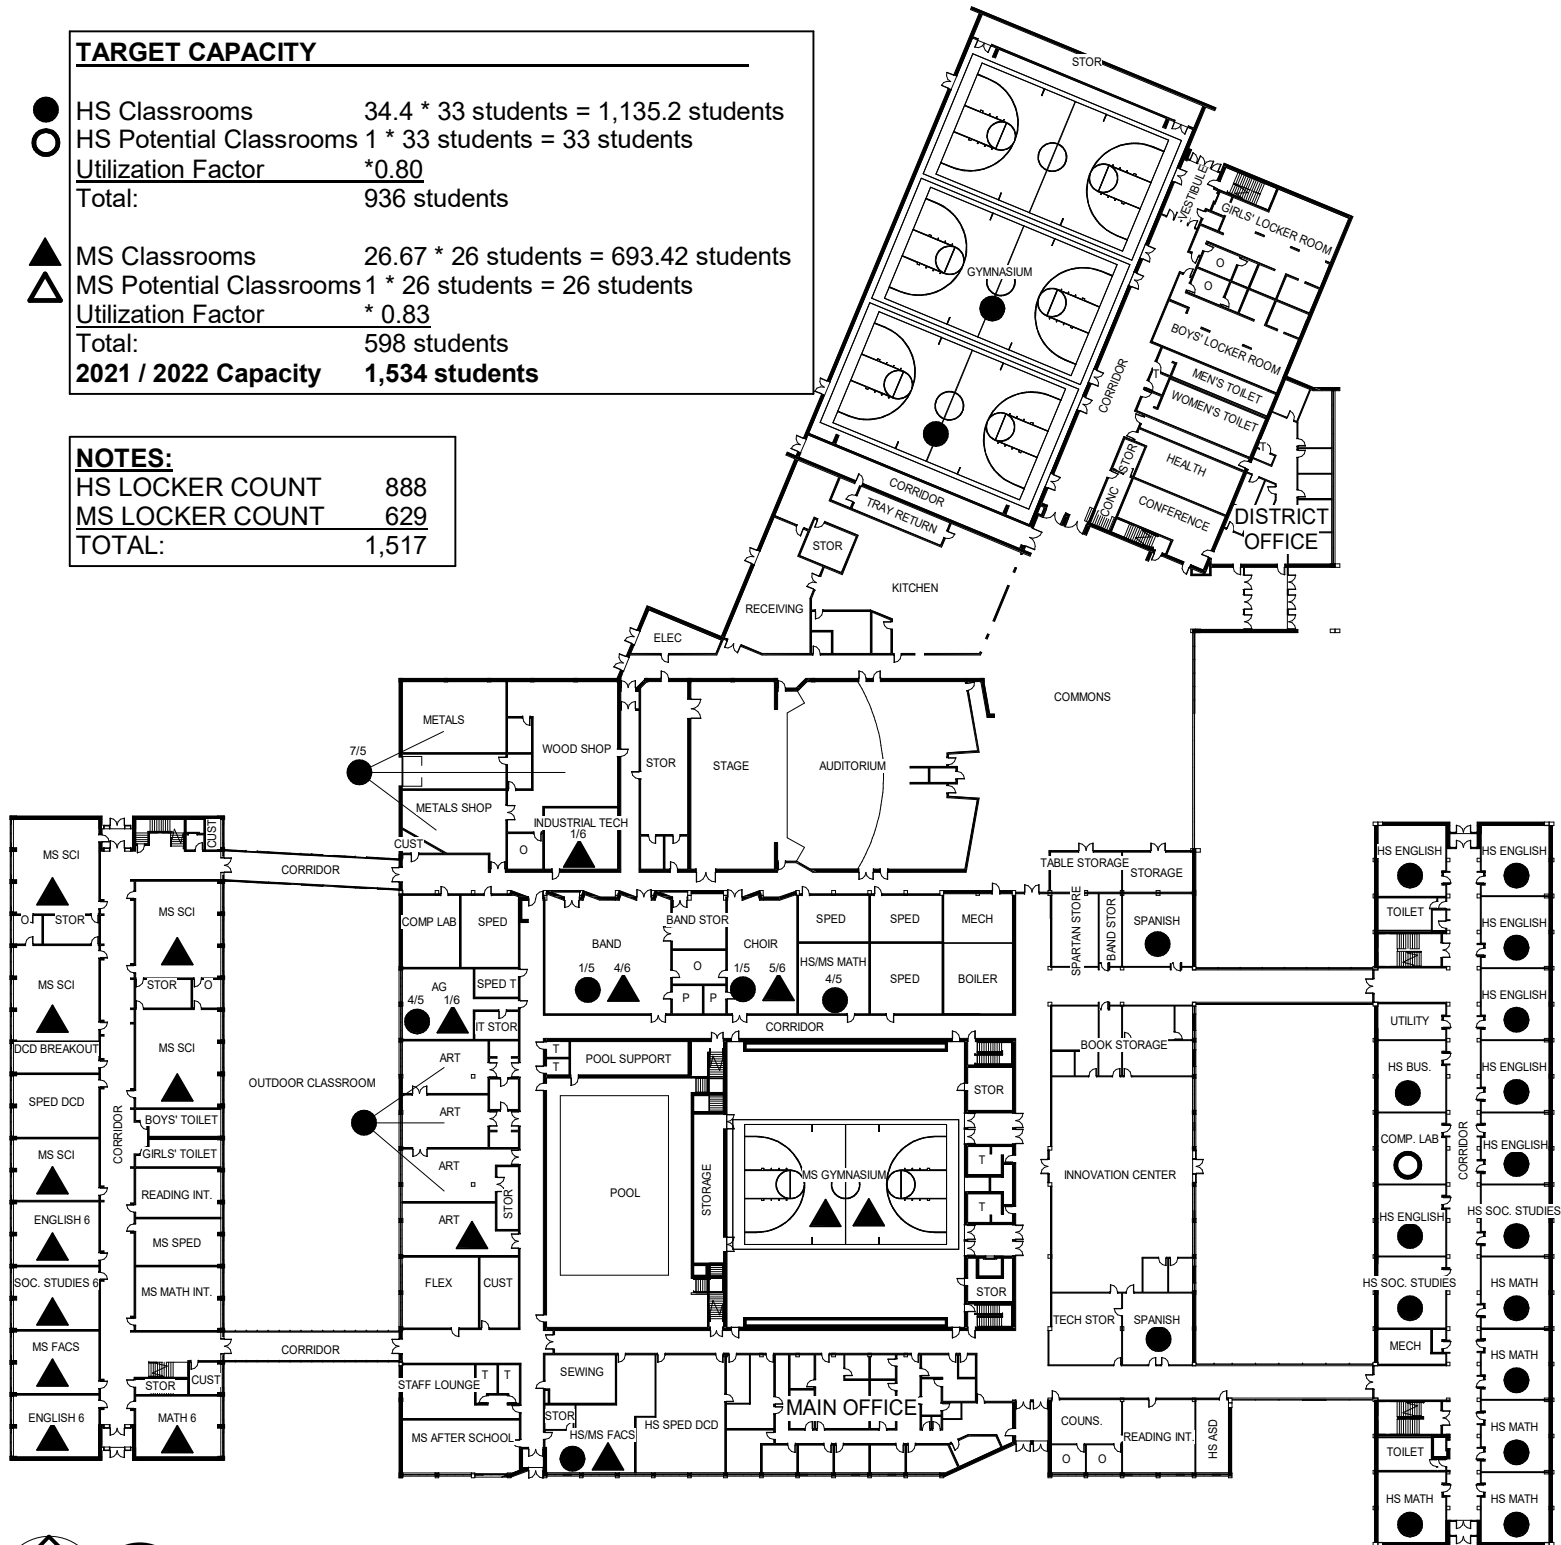 TARGET CAPACITY
HS Classrooms 34.4 * 33 students = 1,135.2 students
HS Potential Classrooms 1 * 33 students = 33 students
Utilization Factor *0.80
Total: 936 students
MS Classrooms 26.67 * 26 students = 693.42 students
MS Potential Classrooms 1 * 26 students = 26 students
Utilization Factor * 0.83
Total: 598 students
2021 / 2022 Capacity 1,534 students
NOTES:
HS LOCKER COUNT 888
MS LOCKER COUNT 629
TOTAL: 1,517
STOR
VESTIBULE
GIRLS' LOCKER ROOM
O
O
GYMNASIUM
BOYS' LOCKER ROOM
MEN'S TOILET
T
WOMEN'S TOILET
CORRIDOR
T
STOR
HEALTH
CONC
CONFERENCE
DISTRICT
OFFICE
CORRIDOR
TRAY RETURN
STOR
KITCHEN
RECEIVING
ELEC
COMMONS
METALS
7/5
WOOD SHOP
STOR
STAGE
AUDITORIUM
METALS SHOP
INDUSTRIAL TECH
1/6
CUST
O
MS SCI
CUST
CORRIDOR
TABLE STORAGE
STORAGE
HS ENGLISH
HS ENGLISH
MS SCI
O
STOR
COMP LAB
SPED
BAND
BAND STOR
CHOIR
SPED
SPED
MECH
SPARTAN STORE
BAND STOR
SPANISH
TOILET
HS ENGLISH
MS SCI
STOR
O
AG
4/5
1/6
SPED T
IT STOR
1/5
4/6
O
P
P
1/5
5/6
HS/MS MATH
4/5
SPED
BOILER
HS ENGLISH
CORRIDOR
UTILITY
DCD BREAKOUT
MS SCI
ART
T
T
POOL SUPPORT
BOOK STORAGE
HS BUS.
HS ENGLISH
SPED DCD
OUTDOOR CLASSROOM
STOR
BOYS' TOILET
ART
CORRIDOR
GIRLS' TOILET
MS SCI
ART
T
COMP. LAB
CORRIDOR
HS ENGLISH
READING INT.
STOR
POOL
STORAGE
MS GYMNASIUM
T
INNOVATION CENTER
ENGLISH 6
ART
HS ENGLISH
HS SOC. STUDIES
MS SPED
SOC. STUDIES 6
MS MATH INT.
FLEX
CUST
STOR
HS SOC. STUDIES
HS MATH
TECH STOR
SPANISH
MS FACS
CORRIDOR
MECH
HS MATH
STOR
CUST
STAFF LOUNGE
T
T
SEWING
STOR
ENGLISH 6
MATH 6
MS AFTER SCHOOL
HS/MS FACS
HS SPED DCD
MAIN OFFICE
COUNS.
O
O
READING INT.
HS ASD
TOILET
HS MATH
HS MATH
HS MATH